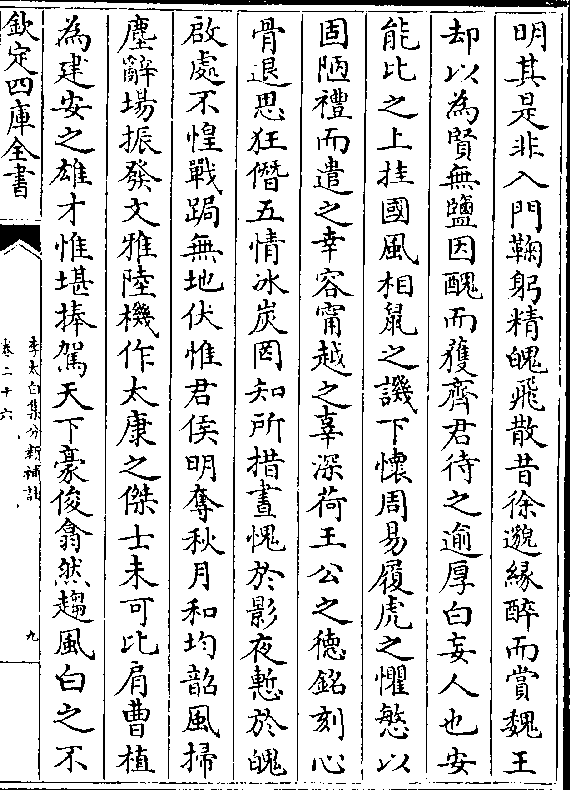 明其是非入門鞠躬精魄飛散昔徐邈縁醉而賞魏王
却以為賢無鹽因醜而獲齊君待之逾厚白妄人也安
能比之上挂國風相鼠之譏下懷周易履虎之懼慜以
固陋禮而遣之幸容甯越之辜深荷王公之德銘刻心
骨退思狂僭五情冰炭罔知所措晝愧於影夜慙於魄
啟處不惶戰跼無地伏惟君侯明奪秋月和均韶風掃
塵辭場振發文雅陸機作太康之傑士未可比肩曹植
為建安之雄才惟堪捧駕天下豪俊翕然趨風白之不
欽定四庫全書
李太白集分類補註
卷二十六
九